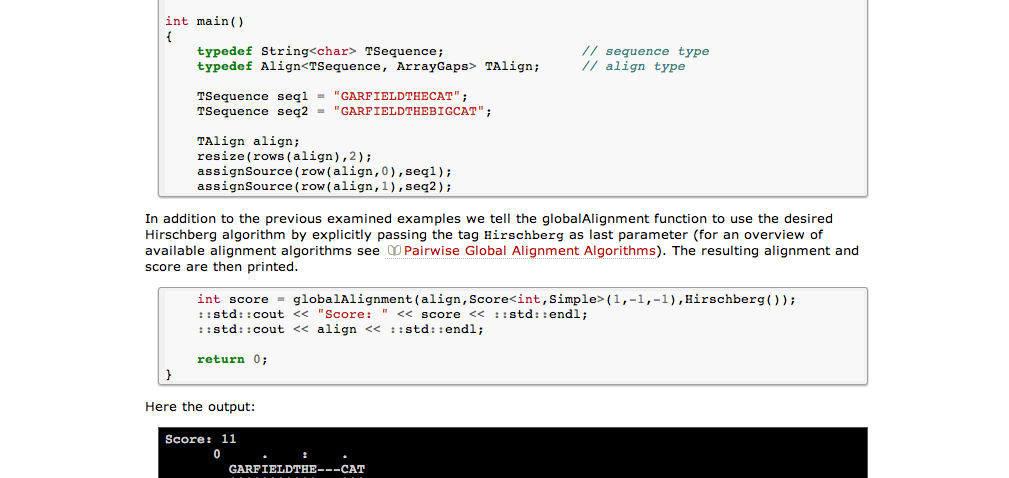 int main()
{
typedef String<char> TSequence; // sequence type
typedef Align<TSequence, ArrayGaps> TAlign; // align type
TSequence seq1 = "GARFIELDTHECAT";
TSequence seq2 = "GARFIELDTHEBIGCAT";
TAlign align;
resize(rows(align),2);
assignSource(row(align,0),seq1);
assignSource(row(align,1),seq2);
In addition to the previous examined examples we tell the globalAlignment function to use the desired
Hirschberg algorithm by explicitly passing the tag Hirschberg as last parameter (for an overview of
available alignment algorithms see Pairwise Global Alignment Algorithms). The resulting alignment and
score are then printed.
int score = globalAlignment(align,Score<int,Simple>(1,-1,-1),Hirschberg());
::std::cout << "Score: " << score << ::std::endl;
::std::cout << align << ::std::endl;
return 0;
}
Here the output:
Score: 11
0 . : .
GARFIELDTHE---CAT